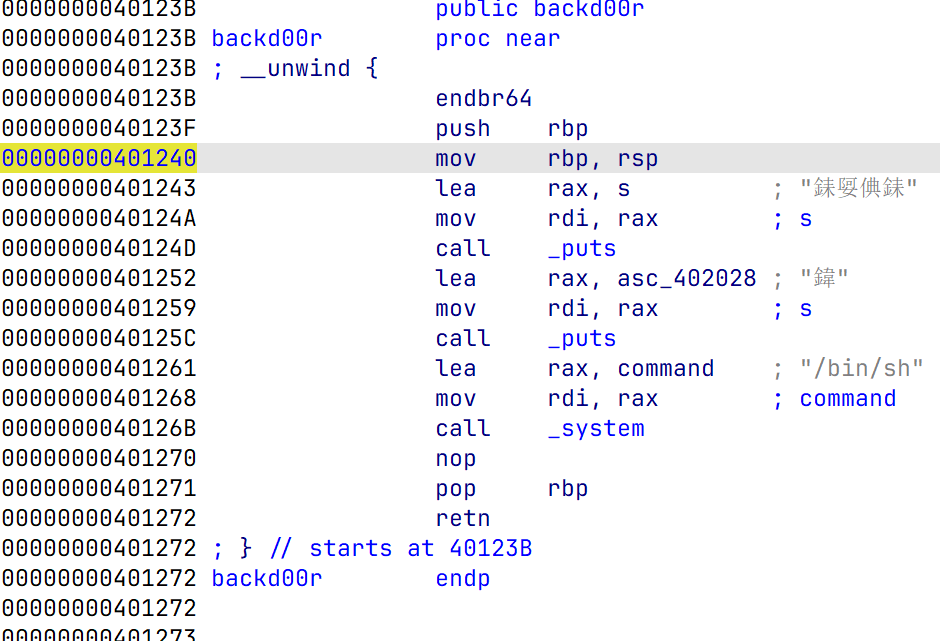 000000000040123B public backd00r
000000000040123B backd00r proc near
000000000040123B ; __unwind {
000000000040123B endbr64
000000000040123F push rbp
0000000000401240 mov rbp, rsp
0000000000401243 lea rax, s ; "銇娿倎銇"
000000000040124A mov rdi, rax ; s
000000000040124D call _puts
0000000000401252 lea rax, asc_402028 ; "鍏"
0000000000401259 mov rdi, rax ; s
000000000040125C call _puts
0000000000401261 lea rax, command ; "/bin/sh"
0000000000401268 mov rdi, rax ; command
000000000040126B call _system
0000000000401270 nop
0000000000401271 pop rbp
0000000000401272 retn
0000000000401272 ; } // starts at 40123B
0000000000401272 backd00r endp
0000000000401272
0000000000401273